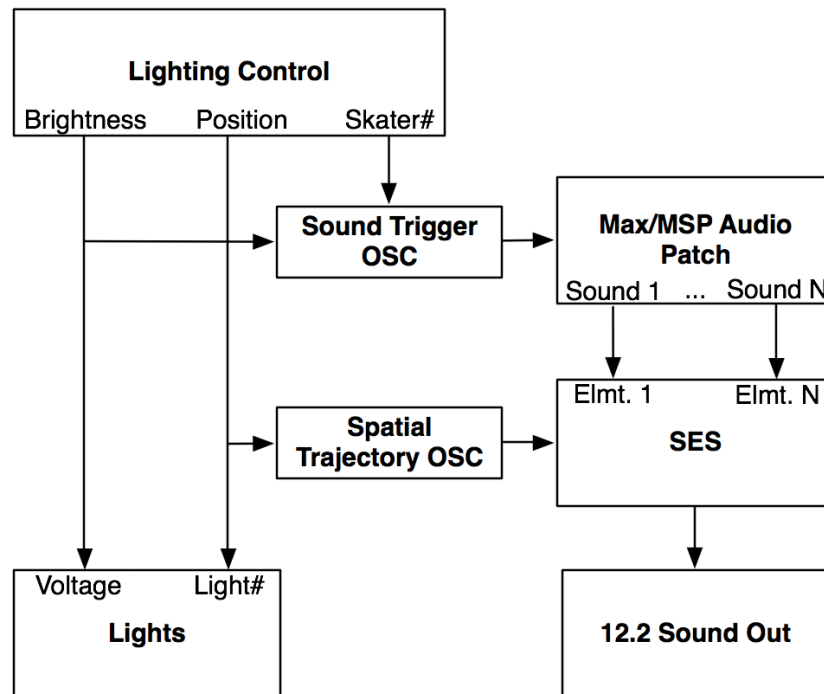 Lighting Control
Brightness Position Skater#
Sound Trigger
OSC
Max/MSP Audio
Patch
Sound 1 ... Sound N
Elmt. 1 Elmt. N
SES
Spatial
Trajectory OSC
Voltage Light#
Lights
12.2 Sound Out